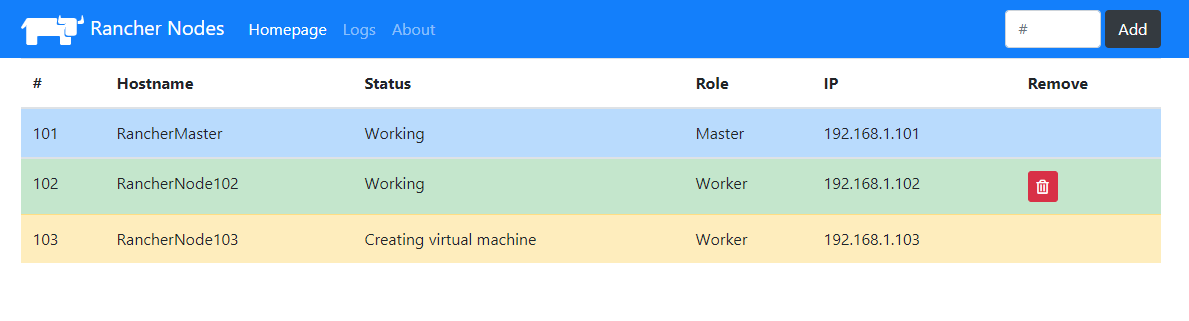 Rancher Nodes Homepage Logs About # Add
# Hostname Status Role IP Remove
101 RancherMaster Working Master 192.168.1.101
102 RancherNode102 Working Worker 192.168.1.102
103 RancherNode103 Creating virtual machine Worker 192.168.1.103